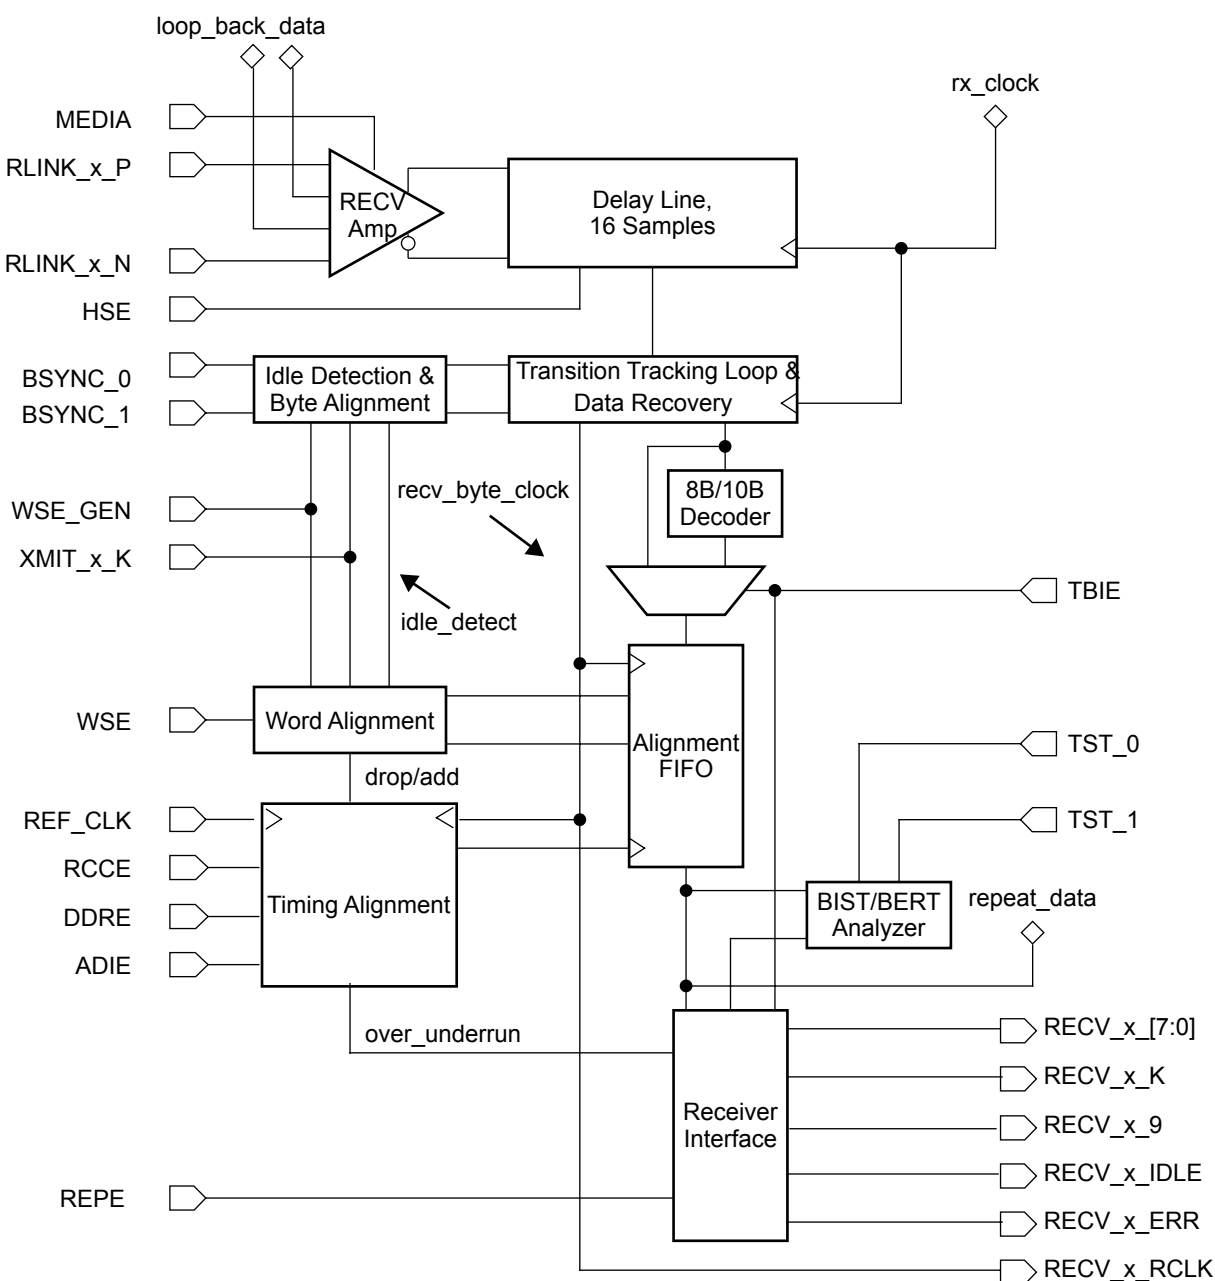 loop_back_data
rx_clock
MEDIA
RLINK_x_P
RECV
Amp
Delay Line,
16 Samples
RLINK_x_N
HSE
BSYNC_0
BSYNC_1
Idle Detection &
Byte Alignment
Transition Tracking Loop &
Data Recovery
recv_byte_clock
8B/10B
Decoder
WSE_GEN
XMIT_x_K
idle_detect
TBIE
WSE
Word Alignment
Alignment
FIFO
TST_0
drop/add
REF_CLK
TST_1
RCCE
DDRE
ADIE
Timing Alignment
BIST/BERT
Analyzer
repeat_data
over_underrun
RECV_x_[7:0]
RECV_x_K
Receiver
Interface
RECV_x_9
RECV_x_IDLE
REPE
RECV_x_ERR
RECV_x_RCLK